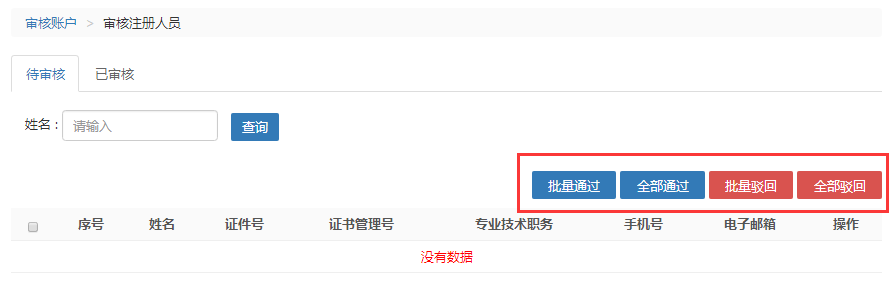 审核账户 > 审核注册人员
待审核 已审核
姓名 : 请输入 查询
批量通过 全部通过 批量驳回 全部驳回
序号 姓名 证件号 证书管理号 专业技术职务 手机号 电子邮箱 操作
没有数据